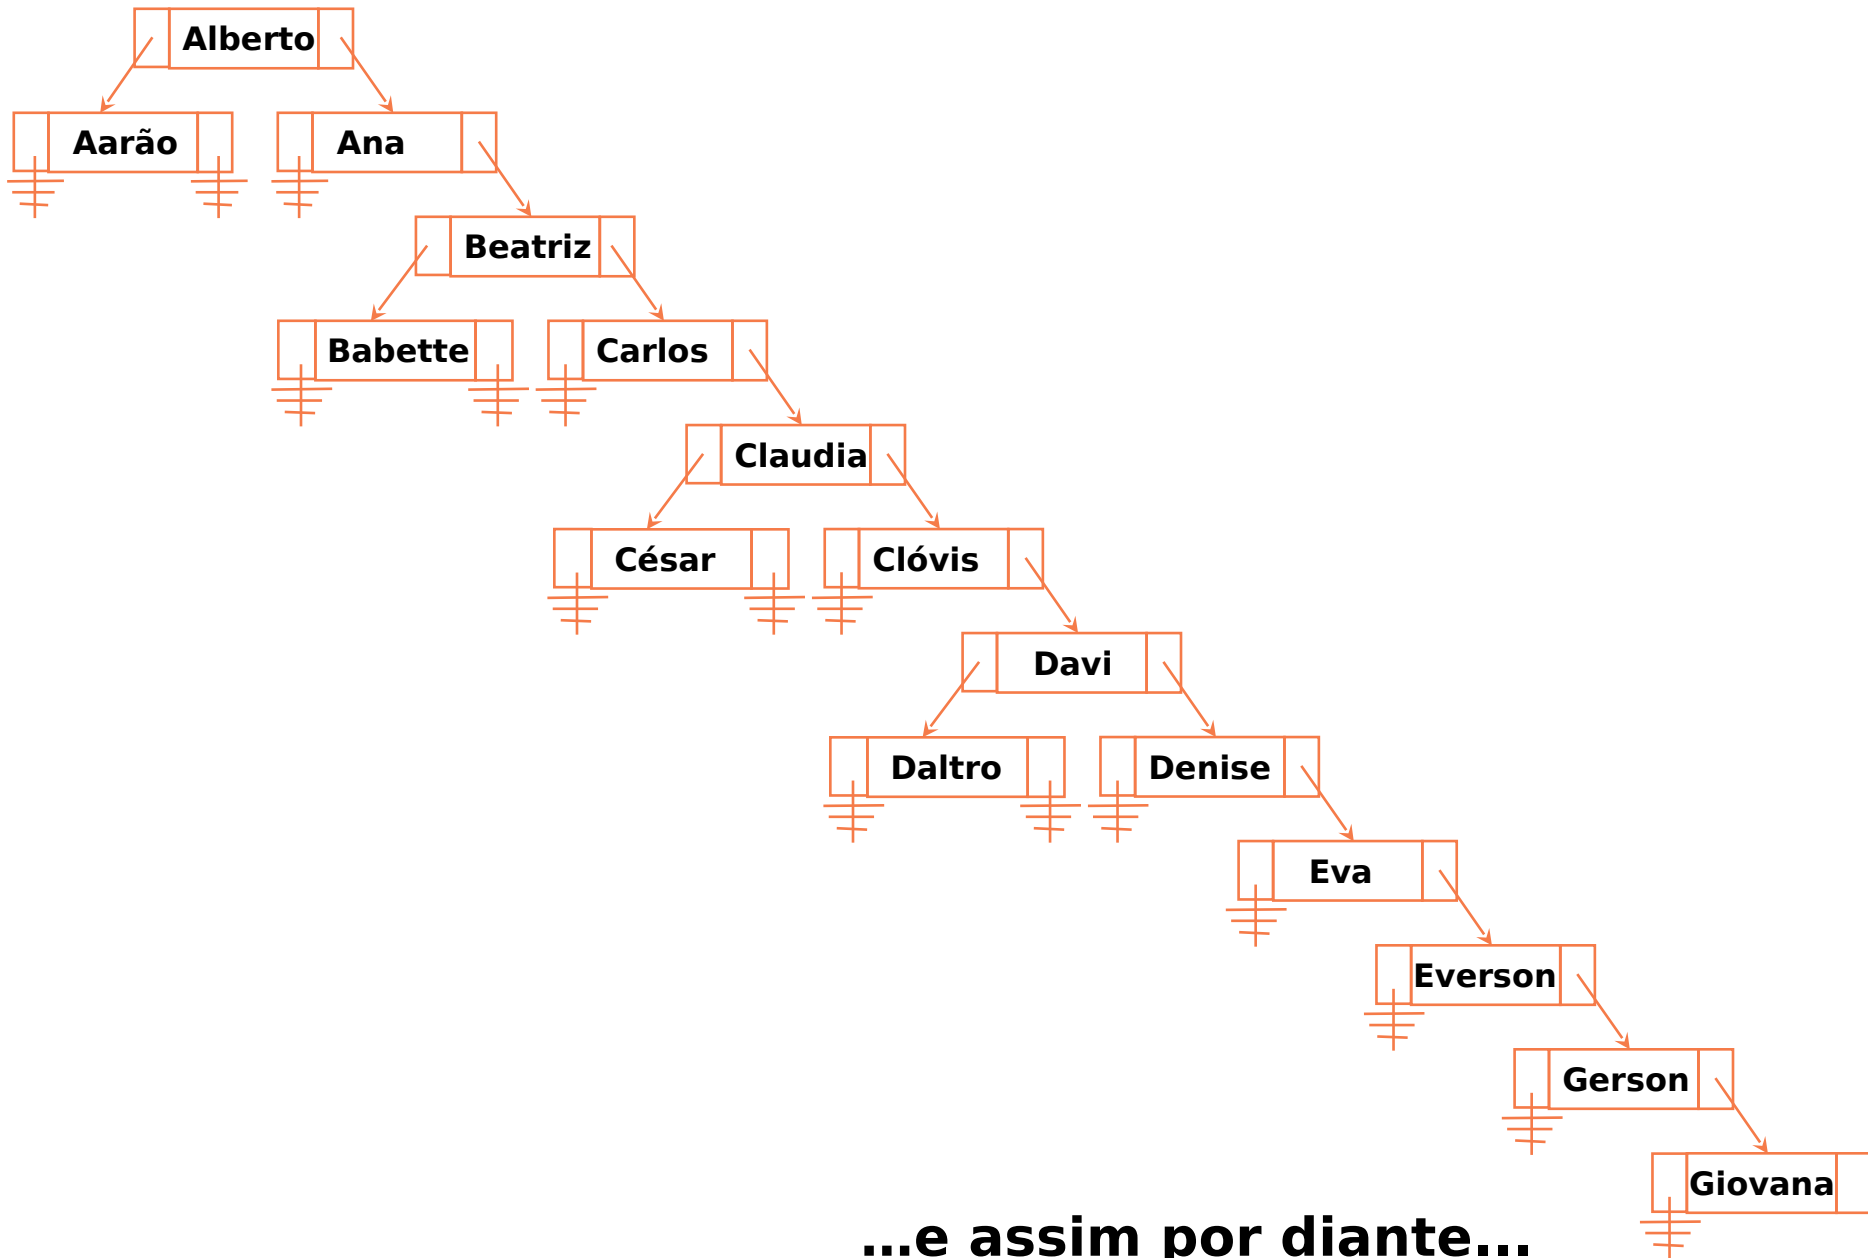 Alberto
Aarão
Ana
Beatriz
Babette
Carlos
Claudia
César
Clóvis
Davi
Daltro
Denise
Eva
Everson
Gerson
Giovana
...e assim por diante...